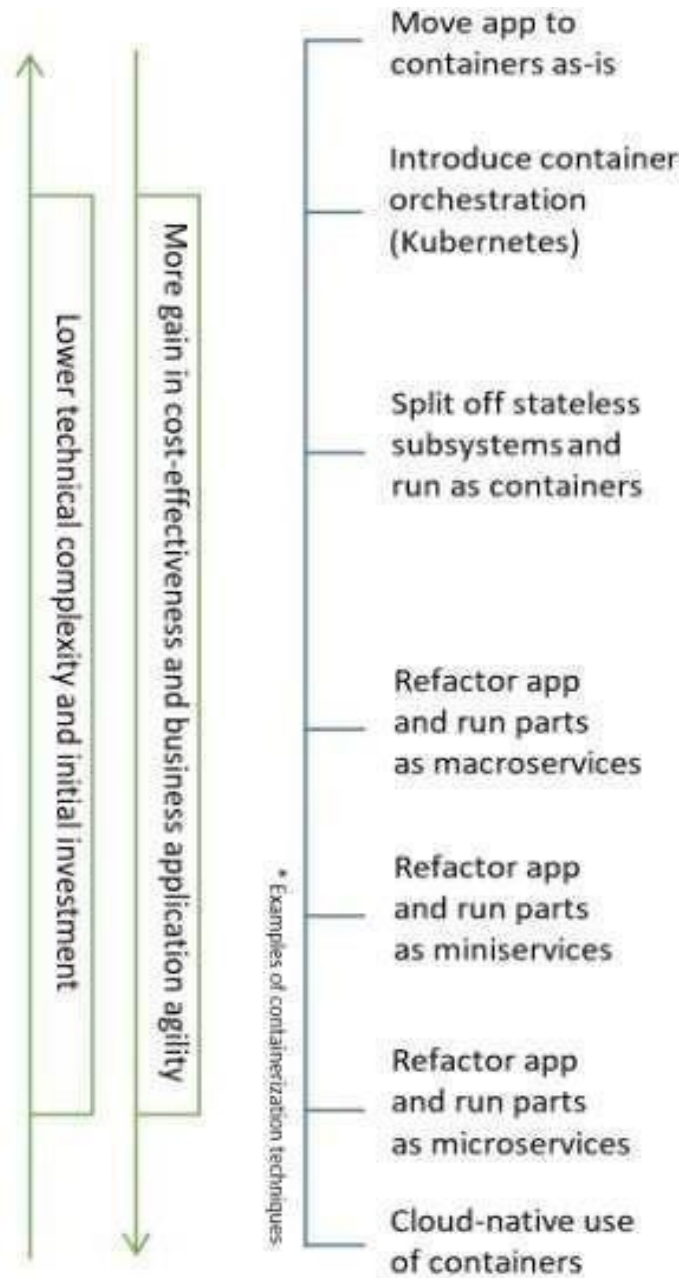 Lower technical complexity and initial investment
More gain in cost-effectiveness and business application agility
* Examples of containerization techniques
Move app to
containers as-is
Introduce container
orchestration
(Kubernetes)
Split off stateless
subsystems and
run as containers
Refactor app
and run parts
as macroservices
Refactor app
and run parts
as miniservices
Refactor app
and run parts
as microservices
Cloud-native use
of containers